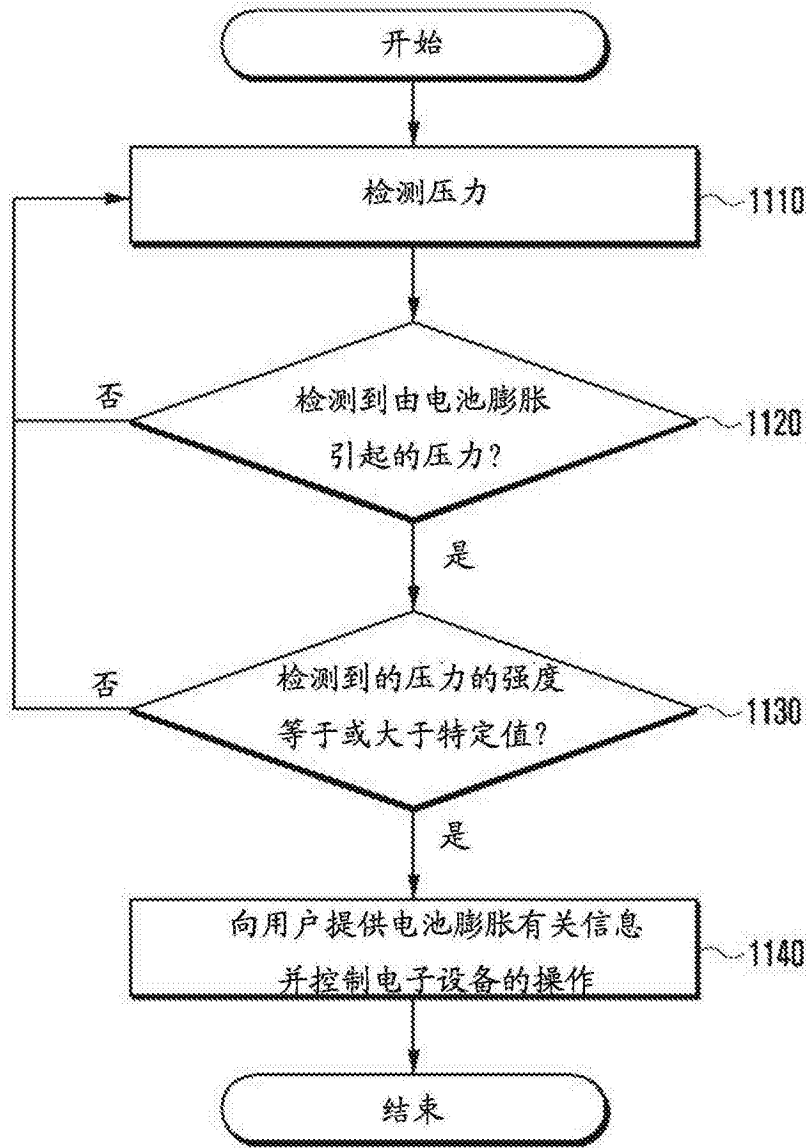 开始
检测压力
1110
否
检测到由电池膨胀
引起的压力?
1120
是
否
检测到的压力的强度
等于或大于特定值?
1130
是
向用户提供电池膨胀有关信息
并控制电子设备的操作
1140
结束